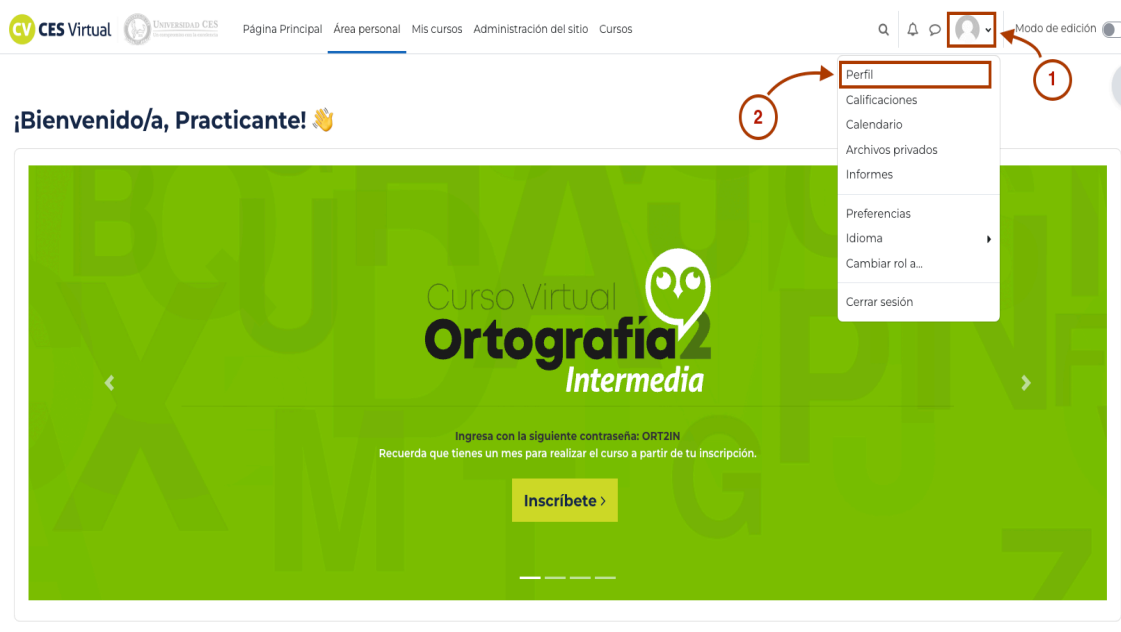 CV CES Virtual
UNIVERSIDAD CES
Página Principal Área personal Mis cursos Administración del sitio Cursos
Modo de edición
1
Perfil
2
Calificaciones
Calendario
¡Bienvenido/a, Practicante! 👋
Archivos privados
Informes
Preferencias
Idioma
Cambiar rol a...
Cerrar sesión
Curso Virtual
Ortografía2
Intermedia
Ingresa con la siguiente contraseña: ORT2IN
Recuerda que tienes un mes para realizar el curso a partir de tu inscripción.
Inscríbete ›